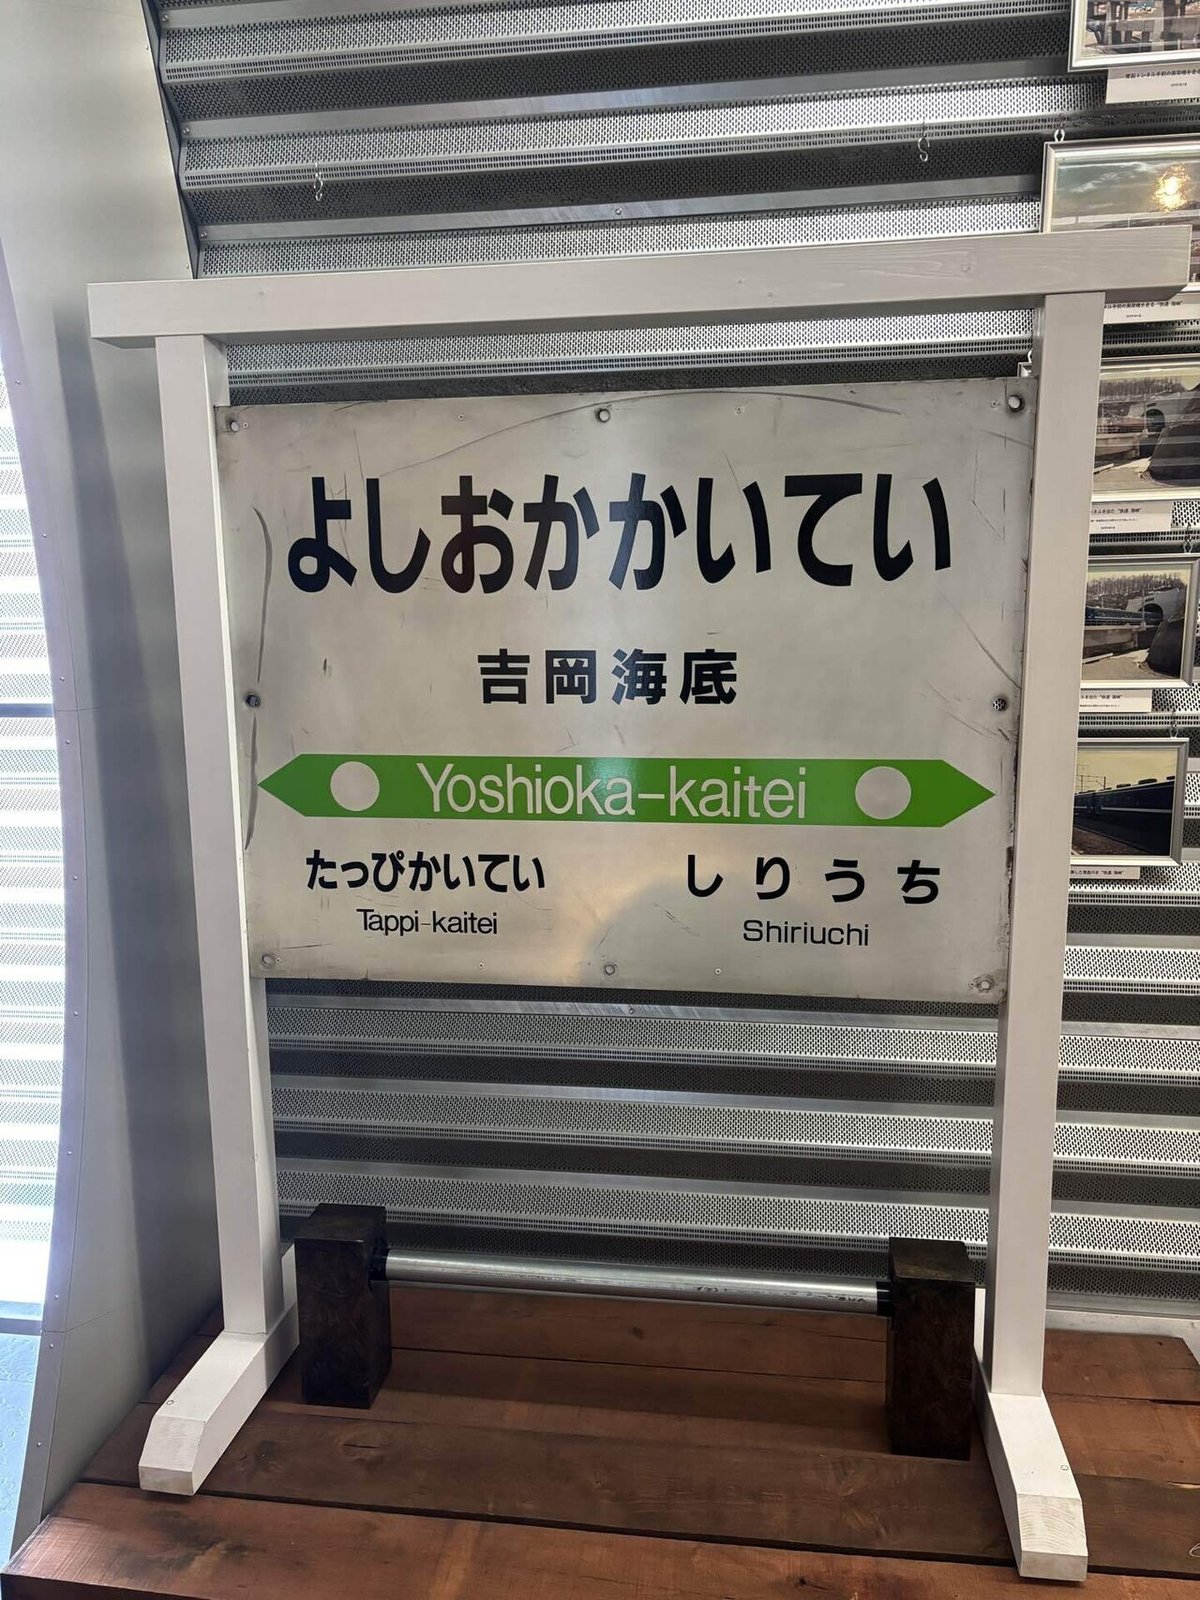 よしおかかいてい
吉岡海底
Yoshioka-kaitei
たっぴかいてい
しりうち
Tappi-kaitei
Shiriuchi